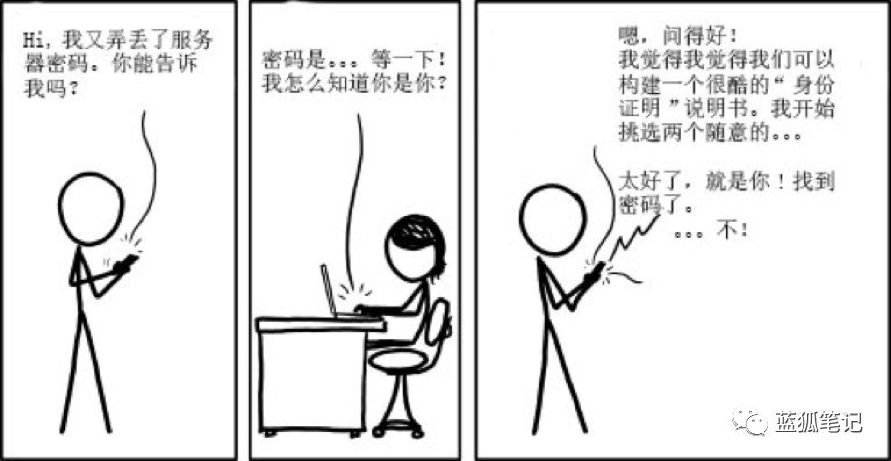 Hi,我又弄丢了服务
器密码。你能告诉
我吗?
密码是。。。等一下!
我怎么知道你是你?
嗯,问得好!
我觉得我觉得我们可以
构建一个很酷的“身份
证明”说明书。我开始
挑选两个随意的。。。
太好了,就是你!找到
密码了。
。。。不!
蓝狐笔记